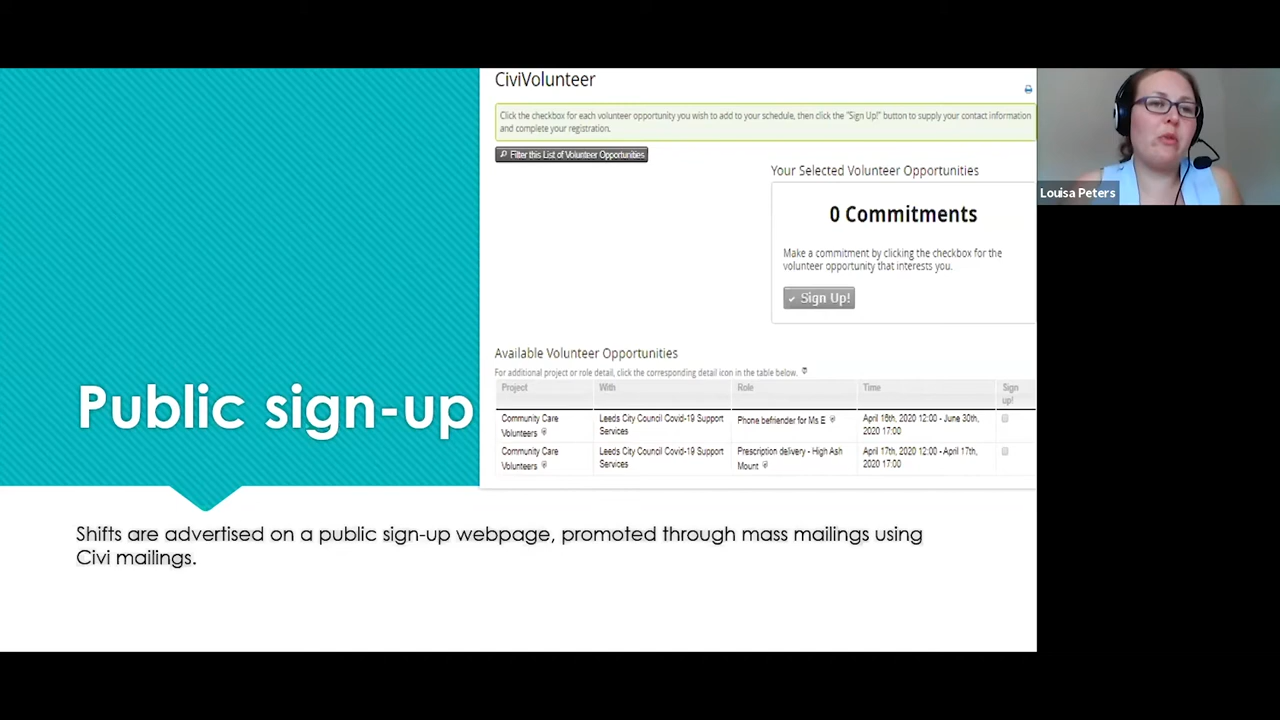 CiviVolunteer
Click the checkbox for each volunteer opportunity you wish to add to your schedule, then click the "Sign Up!" button to supply your contact information
and complete your registration.
Filter this List of Volunteer Opportunities
Your Selected Volunteer Opportunities
0 Commitments
Make a commitment by clicking the checkbox for the
volunteer opportunity that interests you.
Sign Up!
Available Volunteer Opportunities
For additional project or role detail, click the corresponding detail icon in the table below.
Project With Role Time Sign
up!
Community Care Leeds City Council Covid-19 Support Phone befriender for Ms E April 16th, 2020 12:00 - June 30th,
Volunteers Services 2020 17:00
Community Care Leeds City Council Covid-19 Support Prescription delivery - High Ash April 17th, 2020 12:00 - April 17th,
Volunteers Services Mount 2020 17:00
Public sign-up
Shifts are advertised on a public sign-up webpage, promoted through mass mailings using
Civi mailings.
Louisa Peters